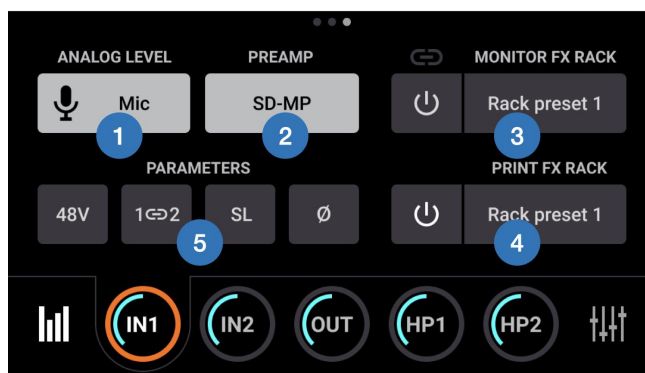 ANALOG LEVEL PREAMP MONITOR FX RACK
Mic SD-MP Rack preset 1
1 2 3
PARAMETERS PRINT FX RACK
48V 1 2 SL Ø Rack preset 1
5 4
IN1 IN2 OUT HP1 HP2